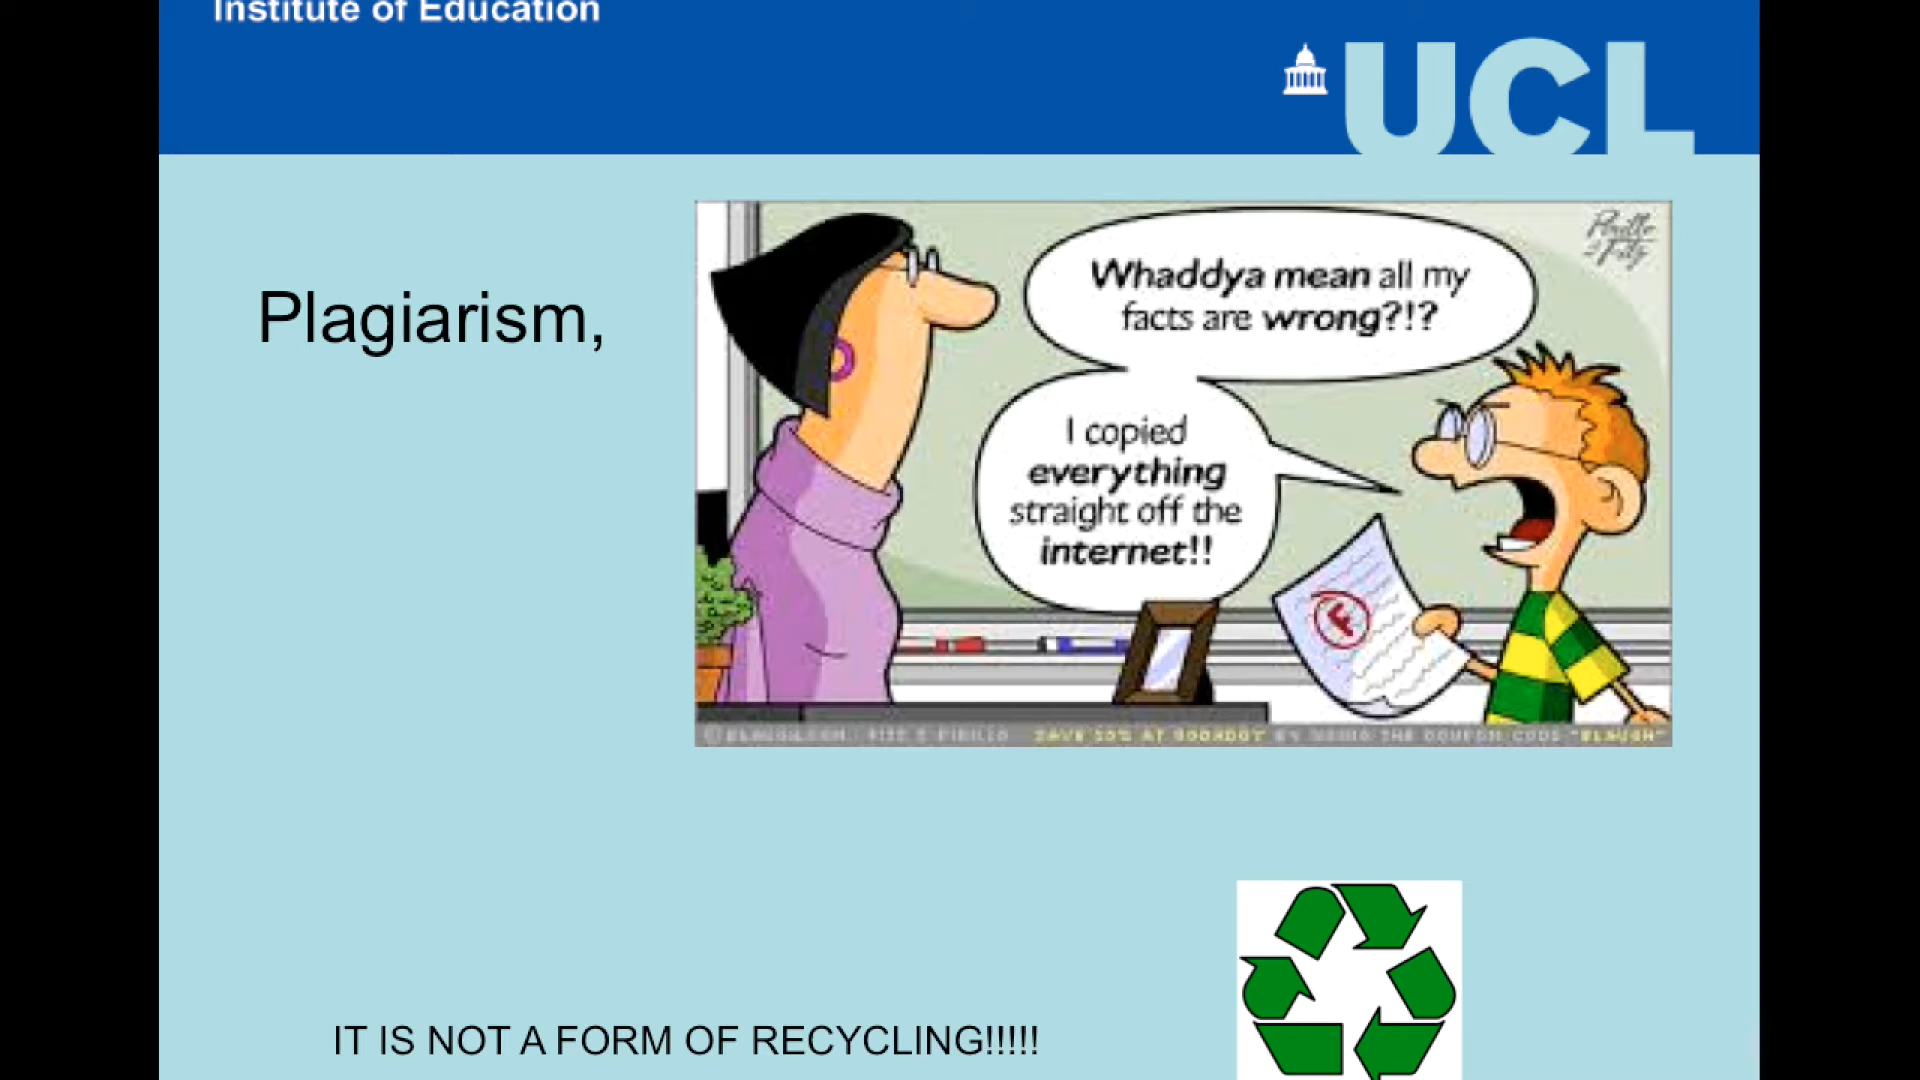 Institute of Education
UCL
Plagiarism,
Whaddya mean all my
facts are wrong?!?
I copied
everything
straight off the
internet!!
F
IT IS NOT A FORM OF RECYCLING!!!!!